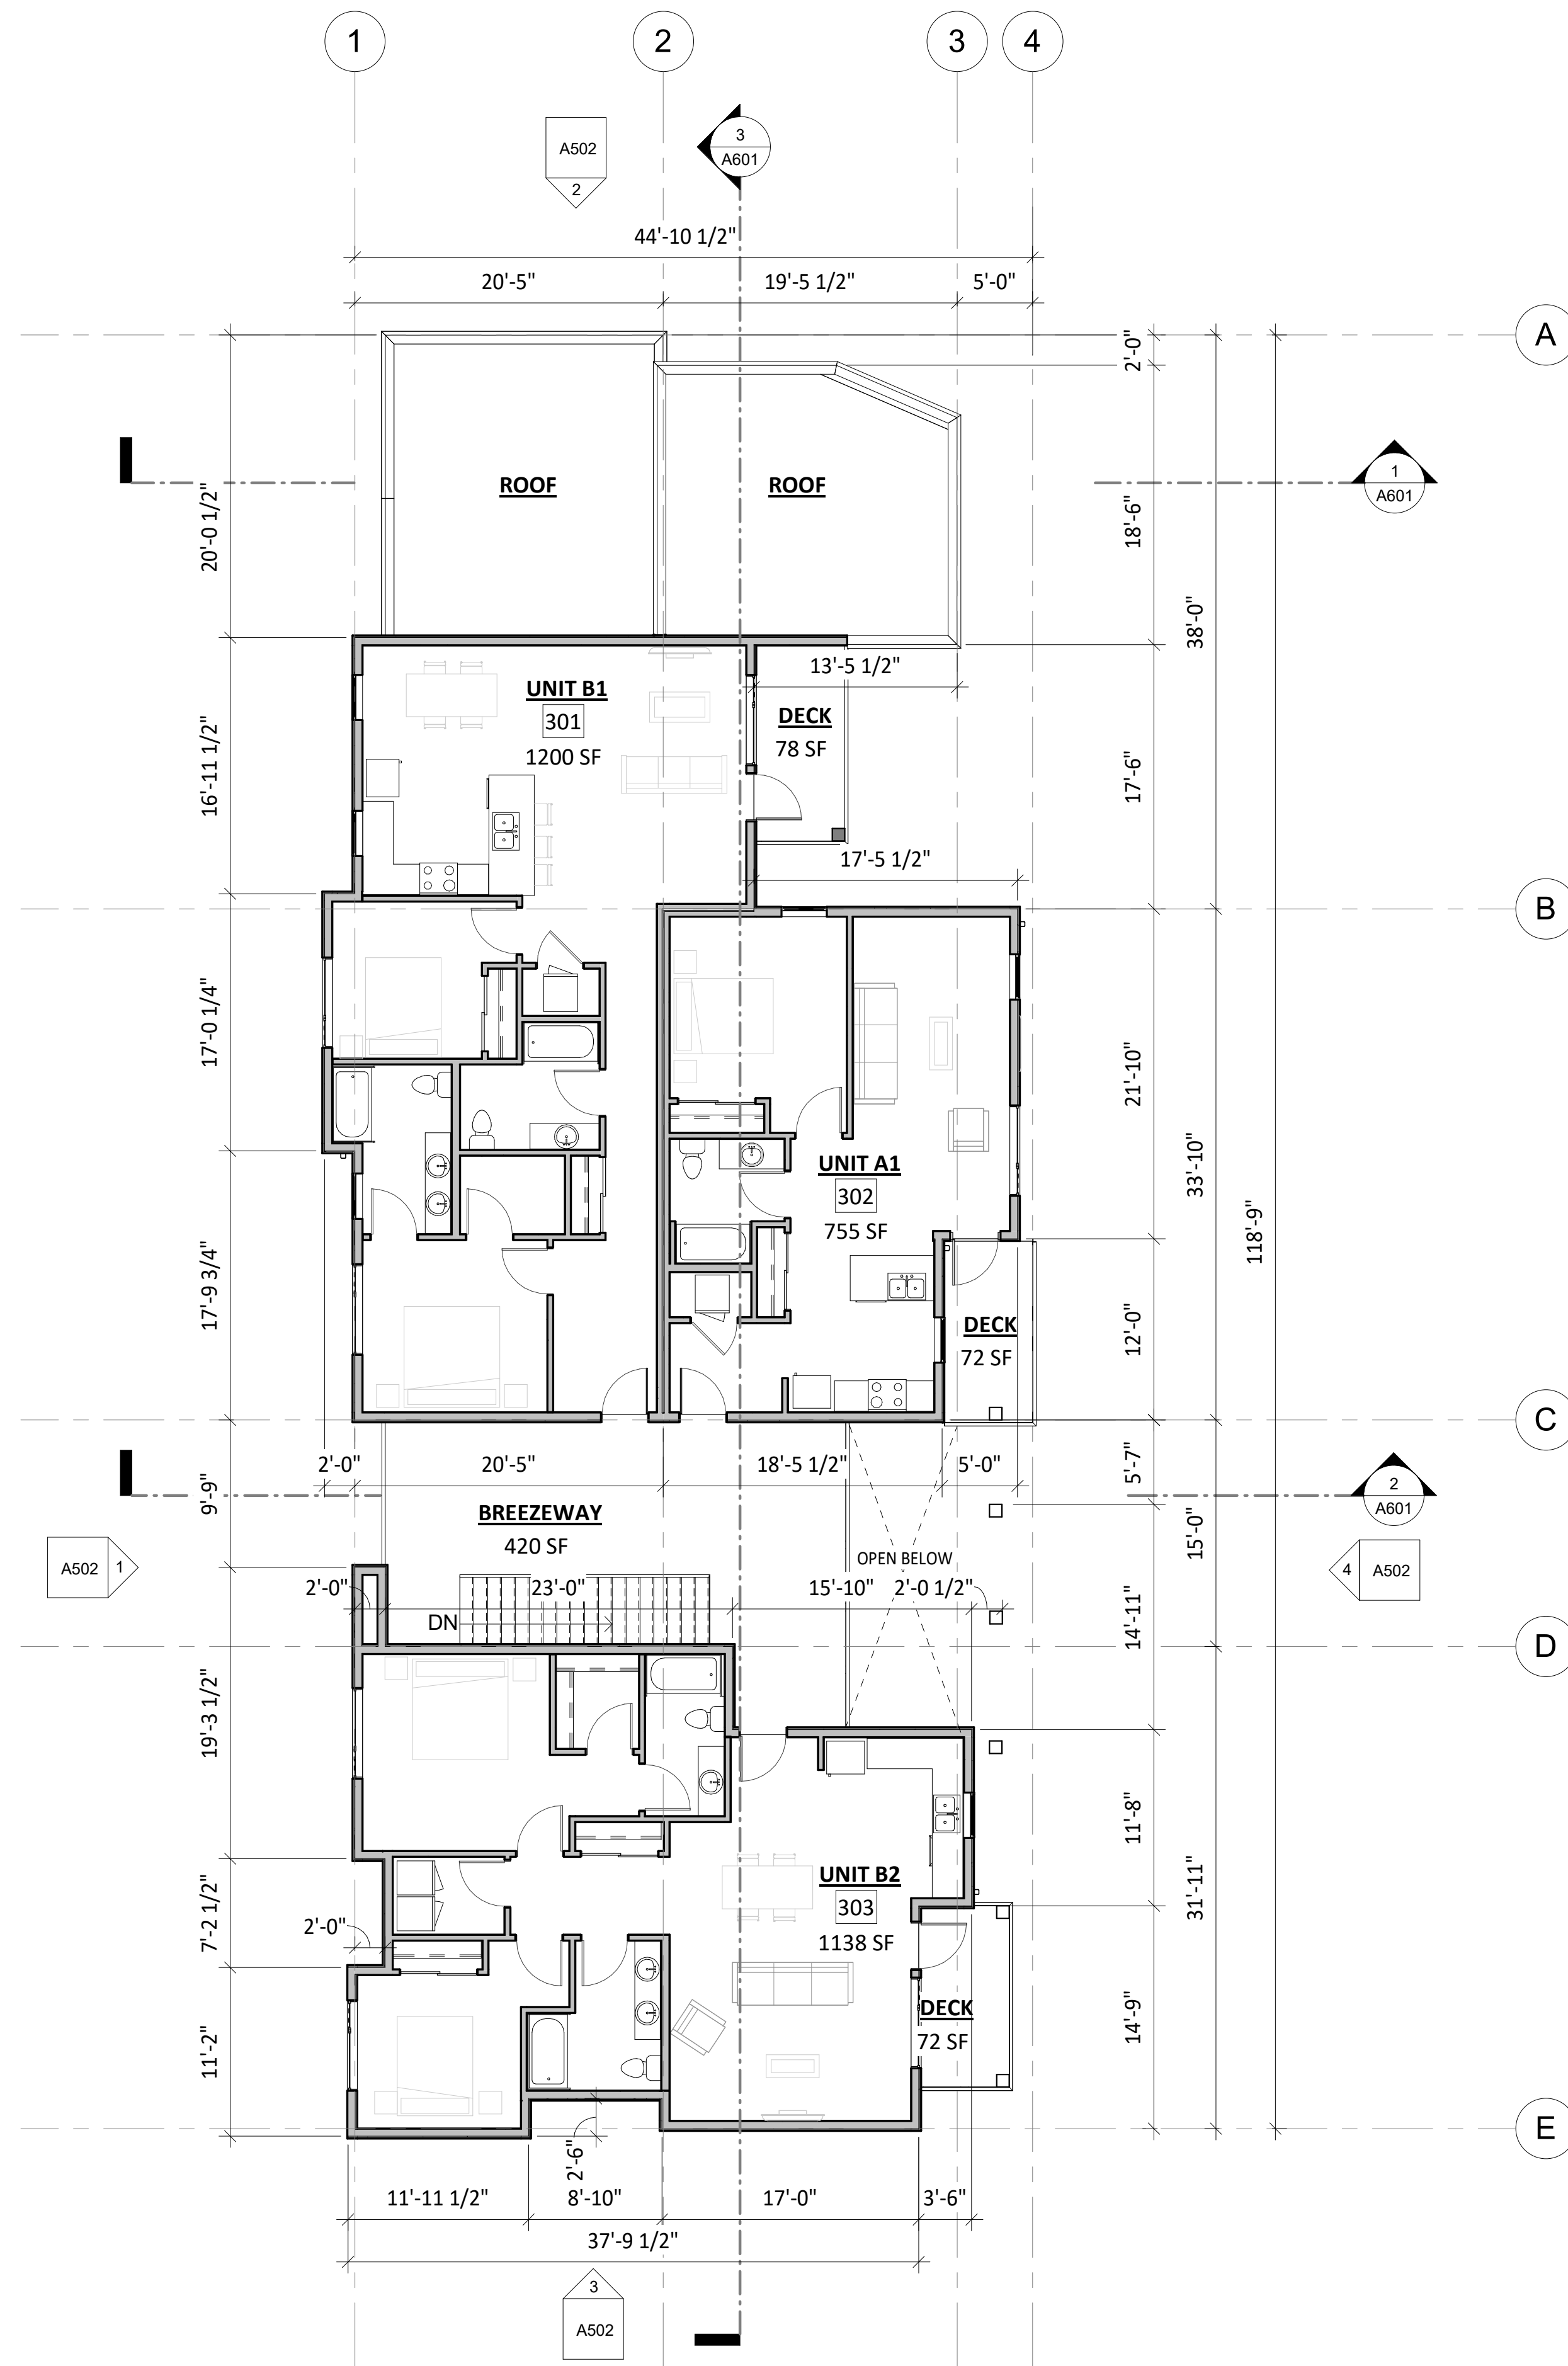 1
2
3
4
A502
2
3
A601
44'-10 1/2"
20'-5"
19'-5 1/2"
5'-0"
A
2'-0"
ROOF
ROOF
1
A601
20'-0 1/2"
18'-6"
38'-0"
13'-5 1/2"
UNIT B1
301
1200 SF
DECK
78 SF
16'-11 1/2"
17'-6"
17'-5 1/2"
B
17'-0 1/4"
21'-10"
UNIT A1
302
755 SF
33'-10"
118'-9"
17'-9 3/4"
DECK
72 SF
12'-0"
C
2'-0"
20'-5"
18'-5 1/2"
5'-0"
5'-7"
9'-9"
2
A601
BREEZEWAY
420 SF
15'-0"
A502
1
OPEN BELOW
4
A502
2'-0"
23'-0"
15'-10"
2'-0 1/2"
DN
14'-11"
D
19'-3 1/2"
11'-8"
UNIT B2
303
1138 SF
31'-11"
7'-2 1/2"
2'-0"
DECK
72 SF
14'-9"
11'-2"
E
2'-6"
11'-11 1/2"
8'-10"
17'-0"
3'-6"
37'-9 1/2"
3
A502